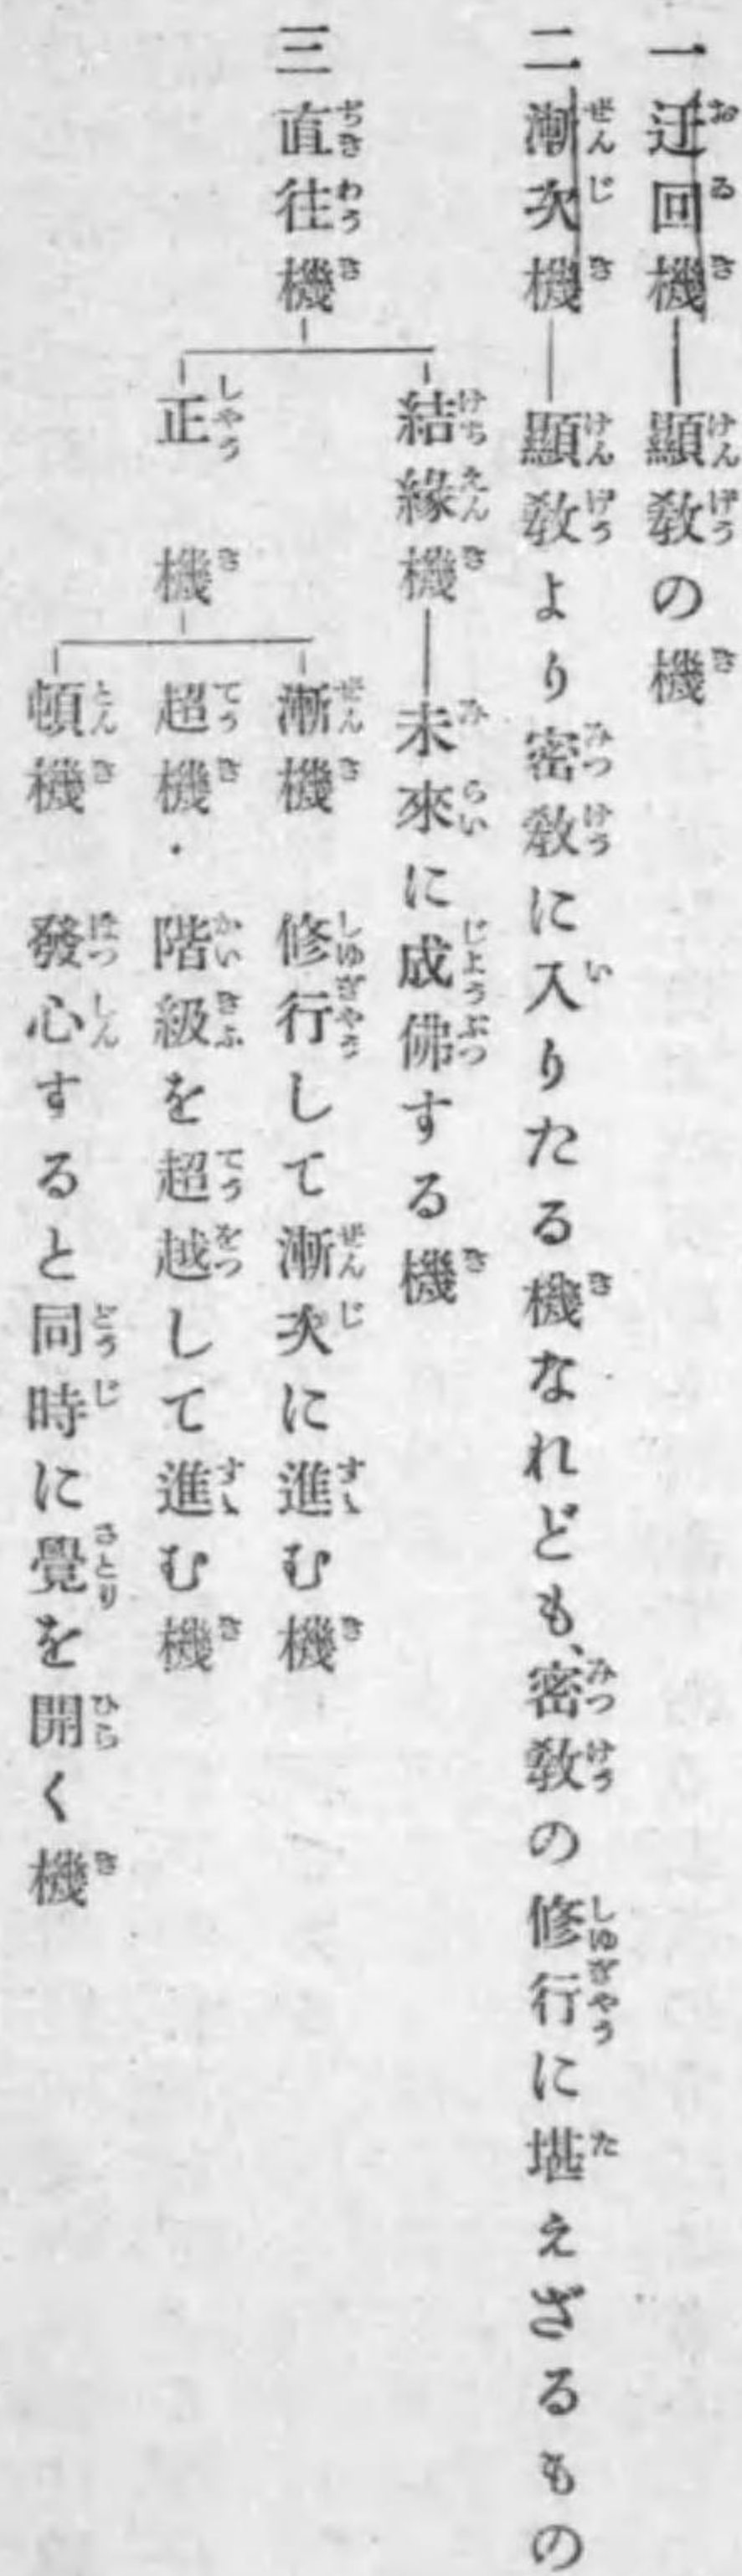 一 迂回機――顯敎の機
二 漸次機――顯敎より密敎に入りたる機なれども、密敎の修行に堪えざるもの
結緣機――未來に成佛する機
三 直往機
漸機 修行して漸次に進む機
正機
超機・階級を超越して進む機
頓機 發心すると同時に覺を開く機